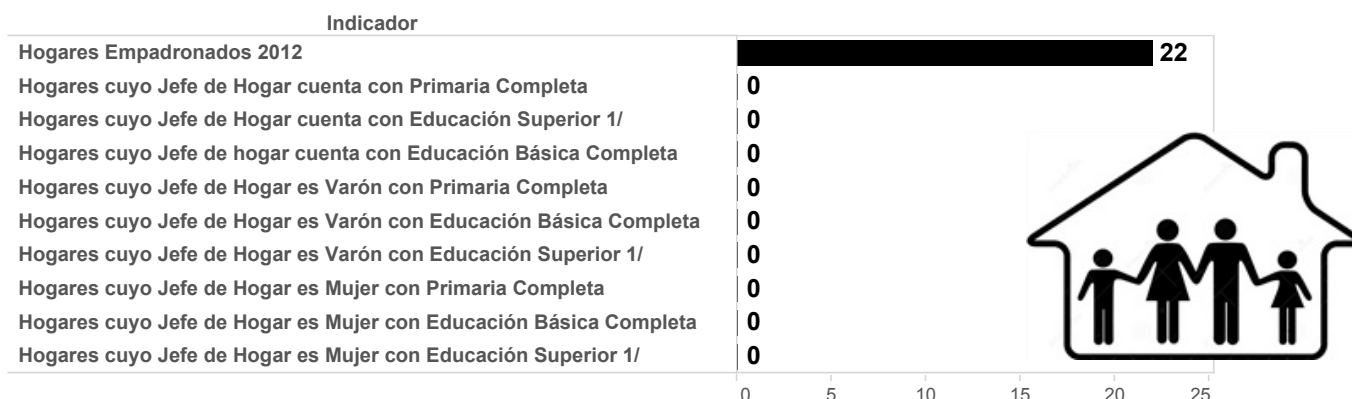 Indicador
Hogares Empadronados 2012 22
Hogares cuyo Jefe de Hogar cuenta con Primaria Completa 0
Hogares cuyo Jefe de Hogar cuenta con Educación Superior 1/ 0
Hogares cuyo Jefe de hogar cuenta con Educación Básica Completa 0
Hogares cuyo Jefe de Hogar es Varón con Primaria Completa 0
Hogares cuyo Jefe de Hogar es Varón con Educación Básica Completa 0
Hogares cuyo Jefe de Hogar es Varón con Educación Superior 1/ 0
Hogares cuyo Jefe de Hogar es Mujer con Primaria Completa 0
Hogares cuyo Jefe de Hogar es Mujer con Educación Básica Completa 0
Hogares cuyo Jefe de Hogar es Mujer con Educación Superior 1/ 0
0 5 10 15 20 25